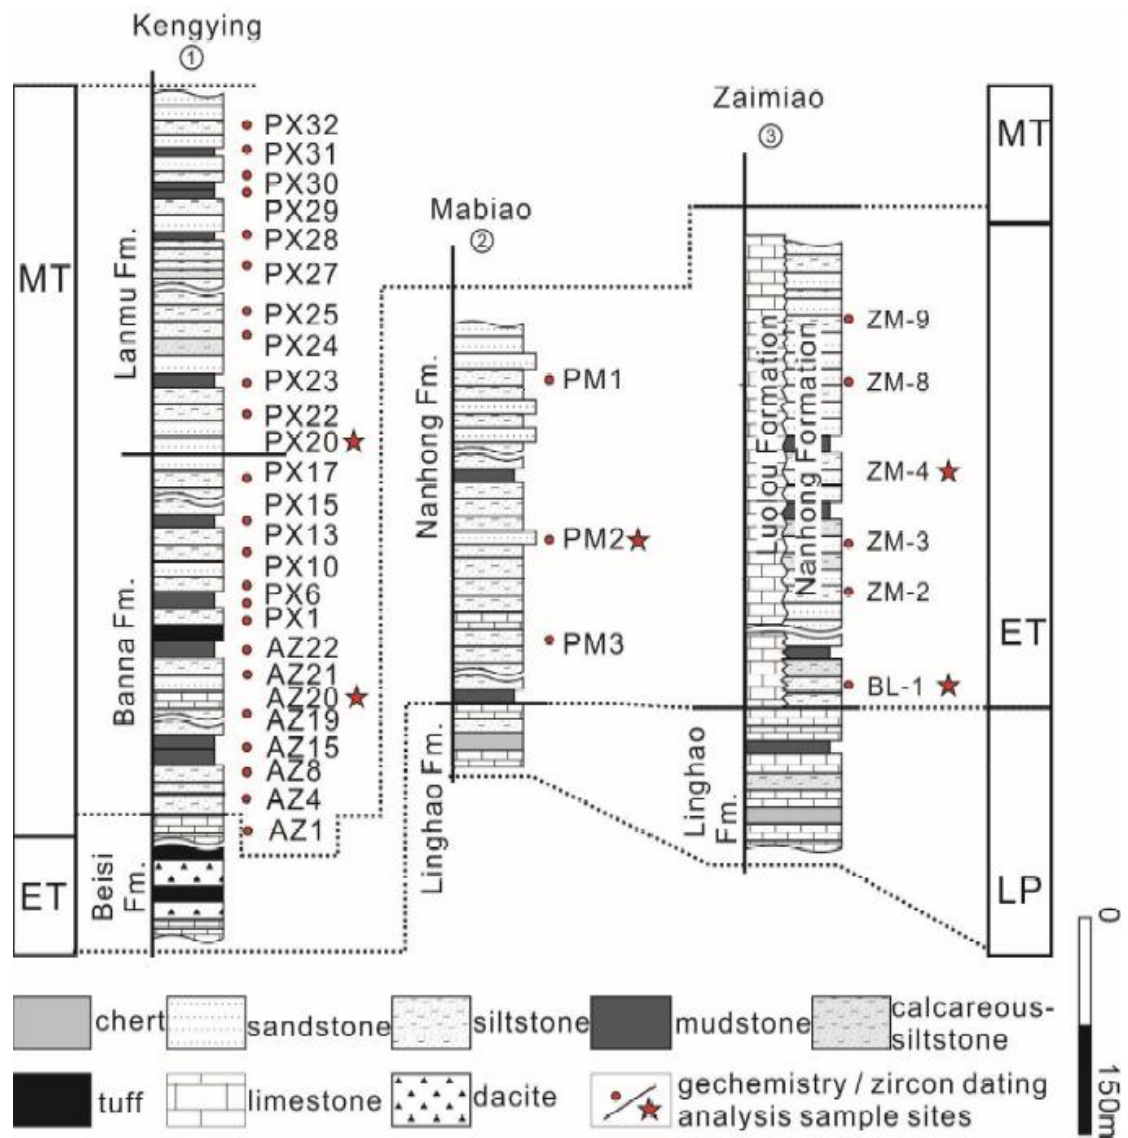 Kengying
①
MT
ET
Lanmu Fm.
Banna Fm.
Beisi
Fm.
PX32
PX31
PX30
PX29
PX28
PX27
PX25
PX24
PX23
PX22
PX20
PX17
PX15
PX13
PX10
PX6
PX1
AZ22
AZ21
AZ20
AZ19
AZ15
AZ8
AZ4
AZ1
Mabiao
②
Nanhong Fm.
Linghao Fm.
PM1
PM2
PM3
Zaimiao
③
Luolou Formation
Nanhong Formation
Linghao
Fm.
ZM-9
ZM-8
ZM-4
ZM-3
ZM-2
BL-1
MT
ET
LP
0
150m
chert
sandstone
siltstone
mudstone
calcareous-
siltstone
tuff
limestone
dacite
gechemistry / zircon dating
analysis sample sites